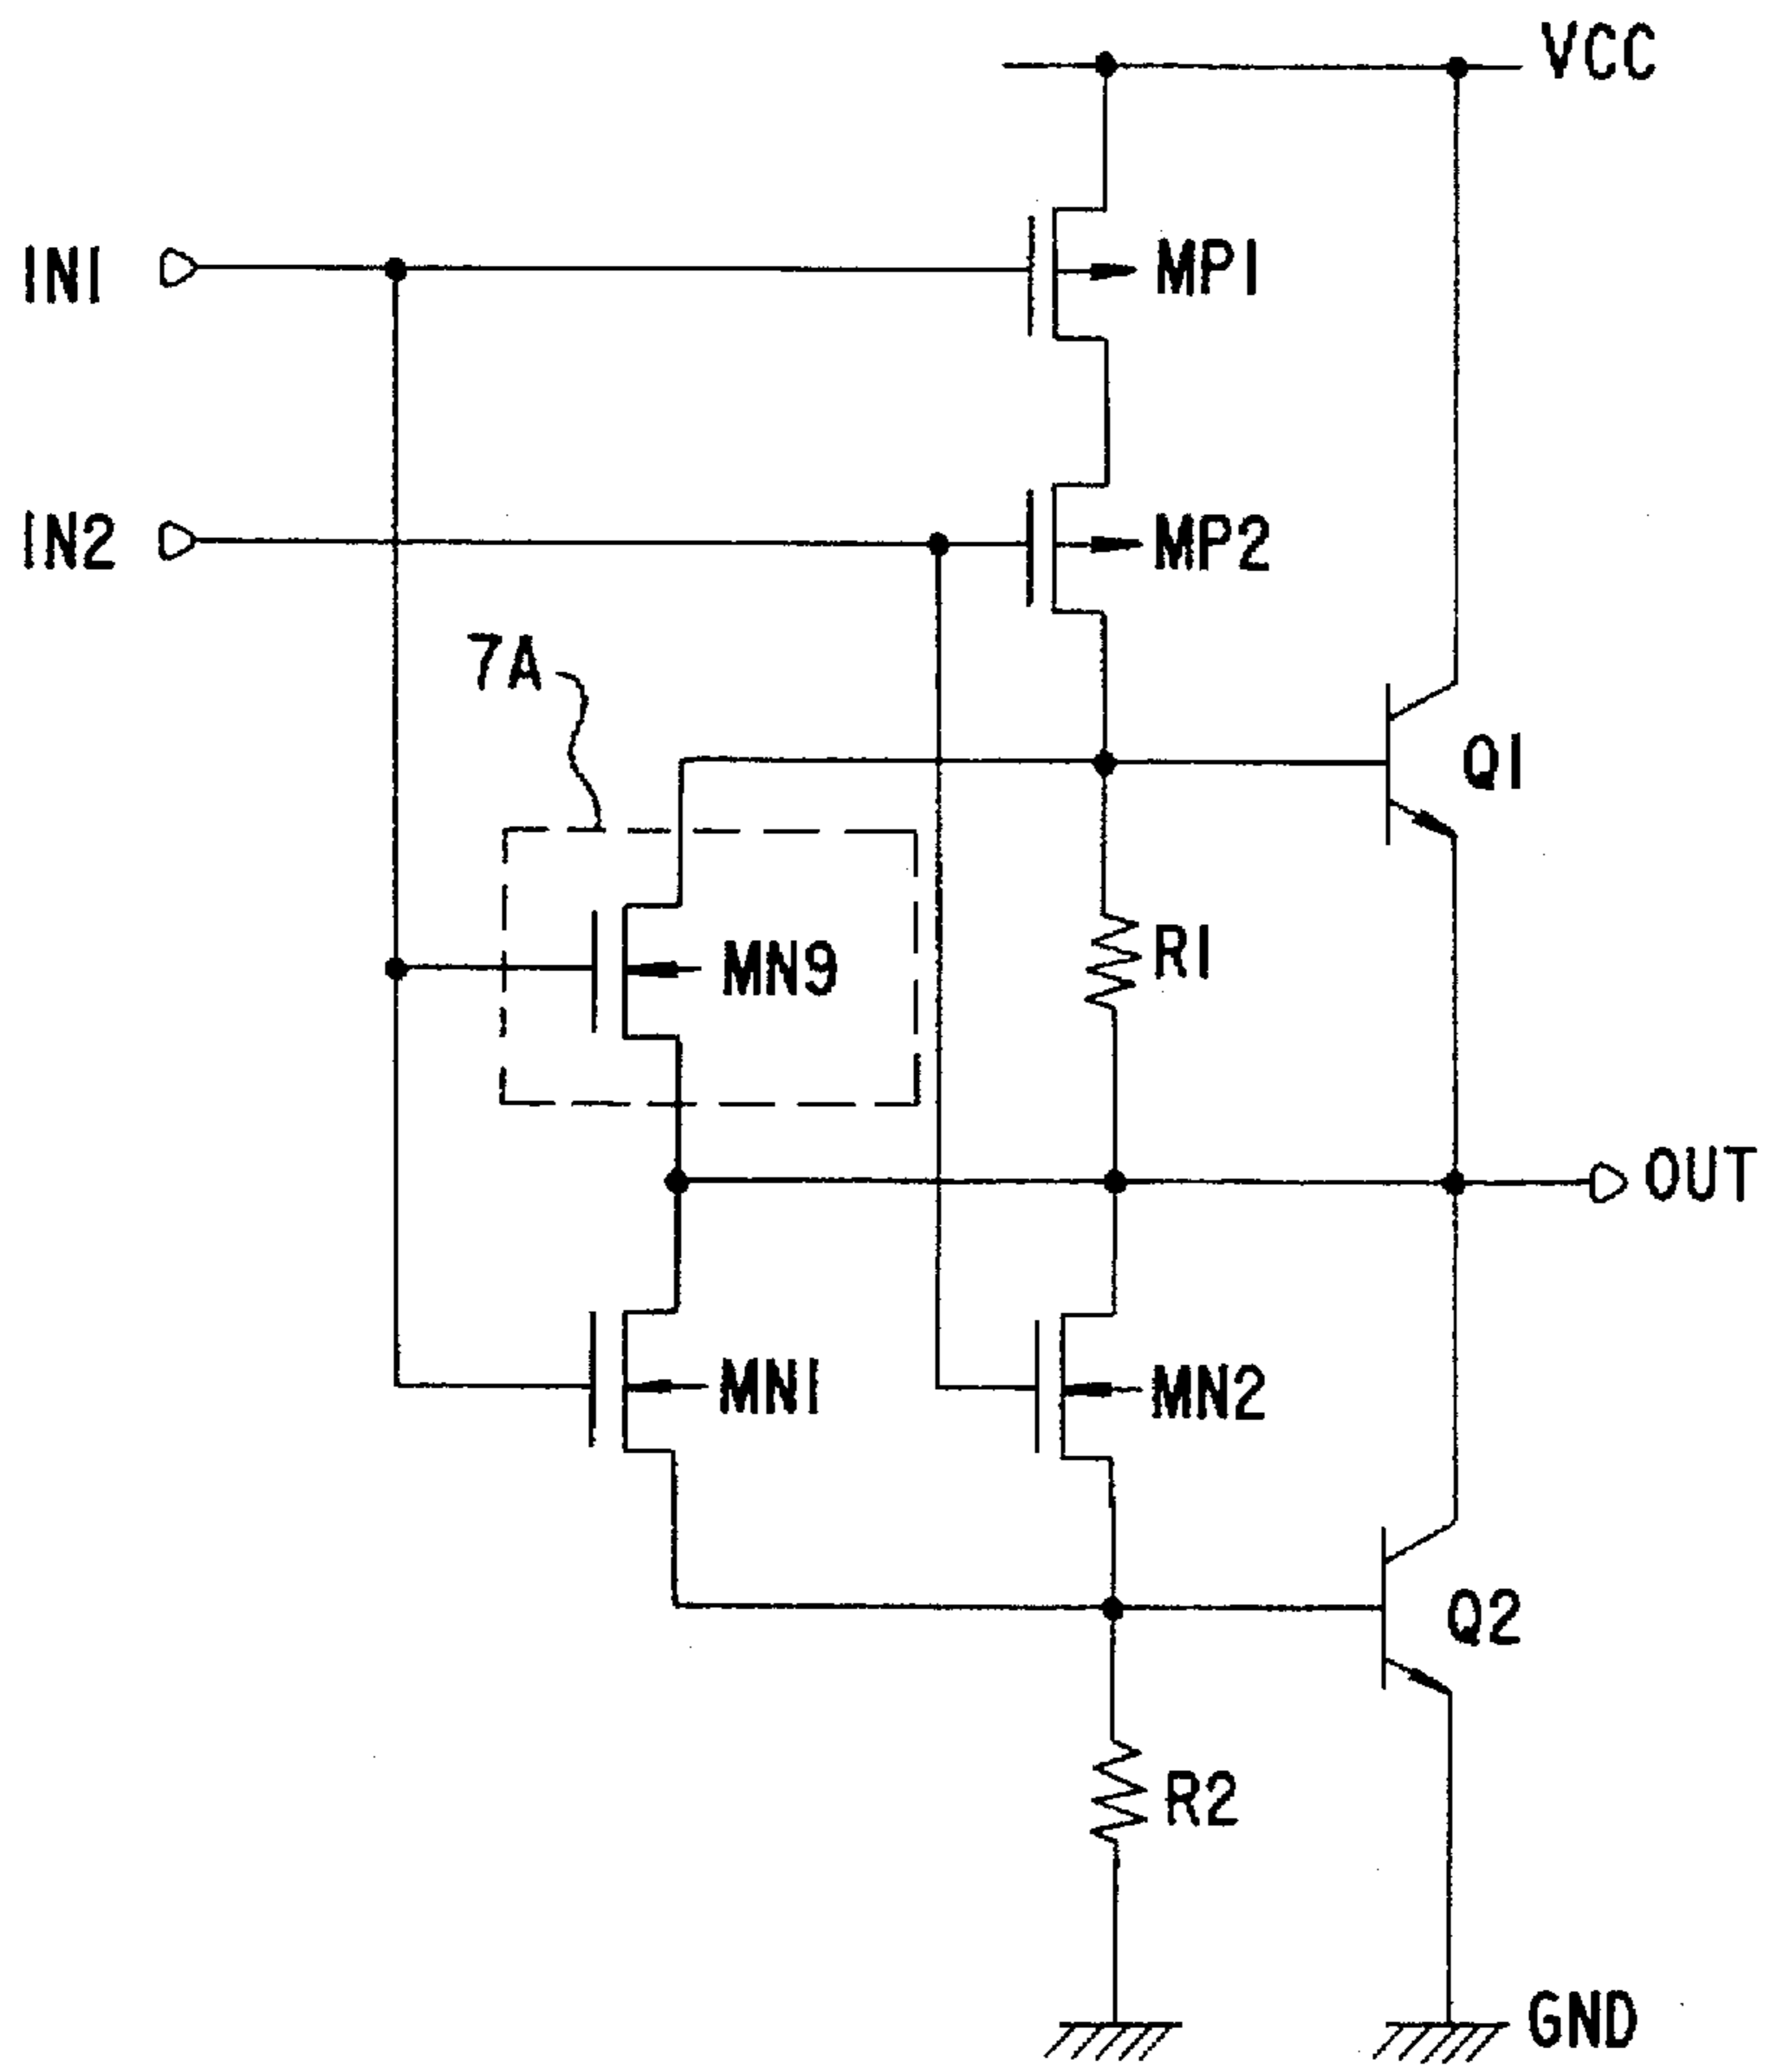 VCC
IN1
MP1
IN2
MP2
7A
Q1
R1
MN9
OUT
MN1
MN2
Q2
R2
GND